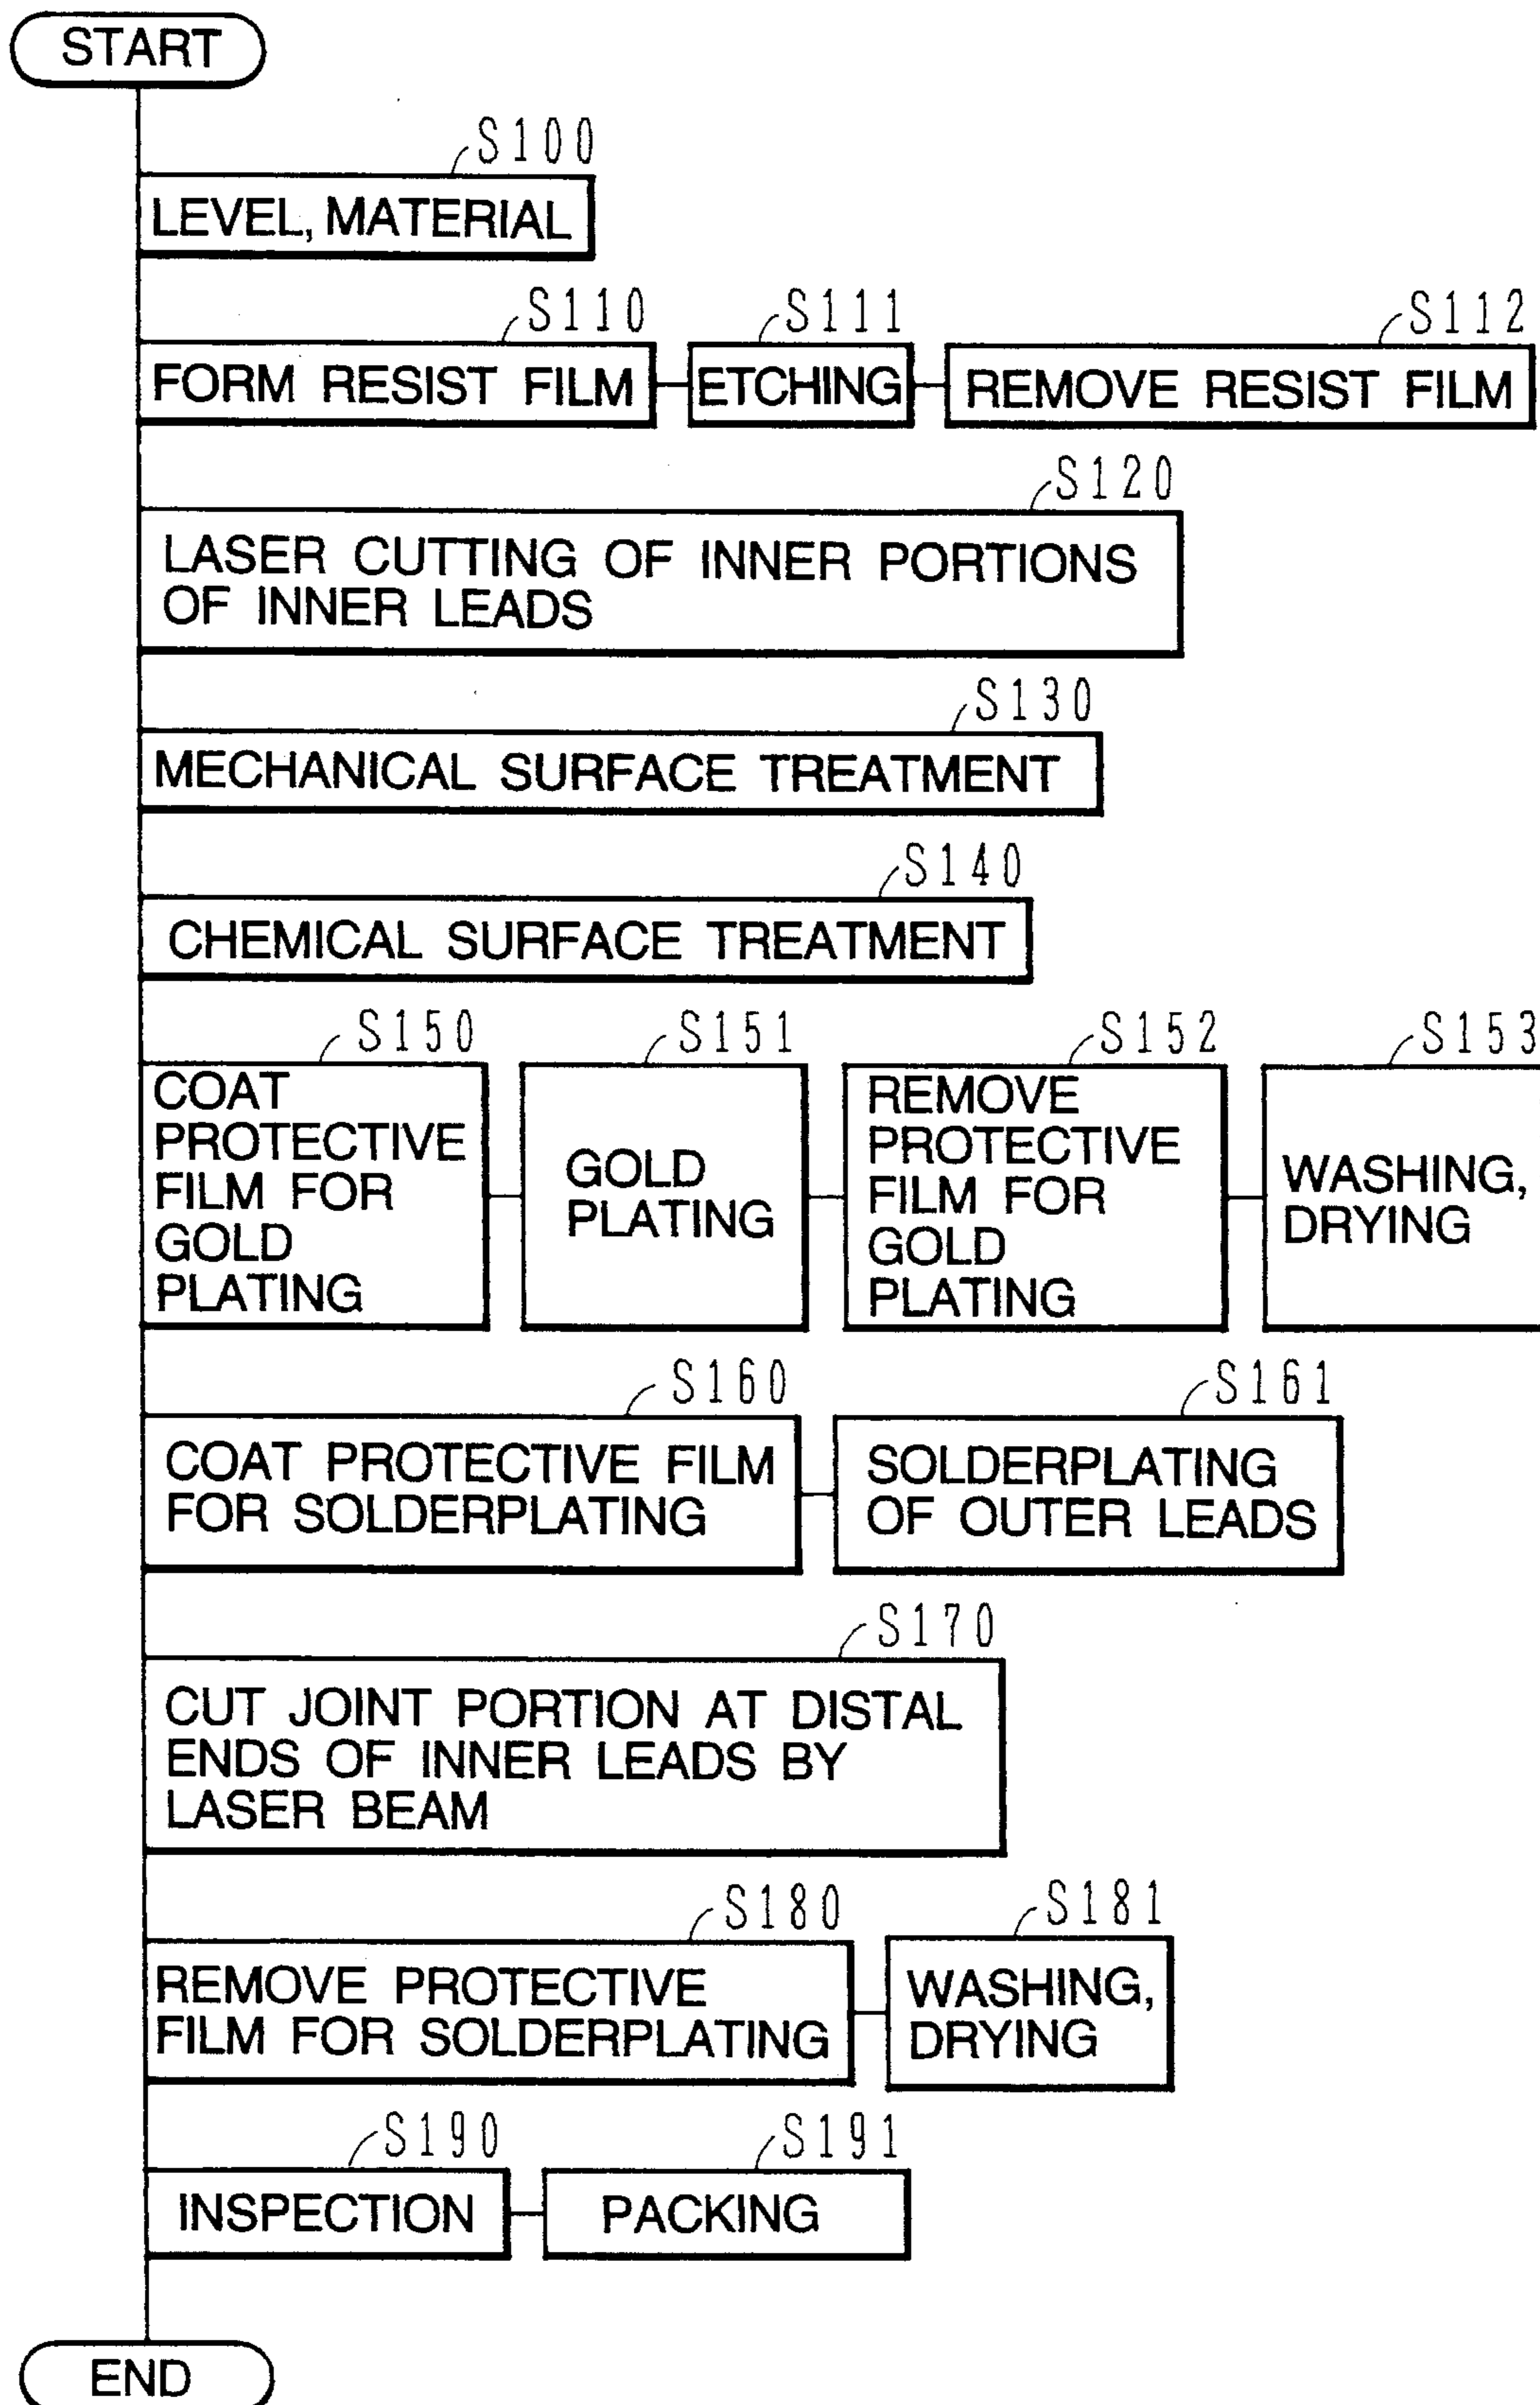 START
S100
LEVEL, MATERIAL
S110
S111
S112
FORM RESIST FILM
ETCHING
REMOVE RESIST FILM
S120
LASER CUTTING OF INNER PORTIONS
OF INNER LEADS
S130
MECHANICAL SURFACE TREATMENT
S140
CHEMICAL SURFACE TREATMENT
S150
COAT
PROTECTIVE
FILM FOR
GOLD
PLATING
S151
GOLD
PLATING
S152
REMOVE
PROTECTIVE
FILM FOR
GOLD
PLATING
S153
WASHING,
DRYING
S160
COAT PROTECTIVE FILM
FOR SOLDERPLATING
S161
SOLDERPLATING
OF OUTER LEADS
S170
CUT JOINT PORTION AT DISTAL
ENDS OF INNER LEADS BY
LASER BEAM
S180
REMOVE PROTECTIVE
FILM FOR SOLDERPLATING
S181
WASHING,
DRYING
S190
INSPECTION
S191
PACKING
END